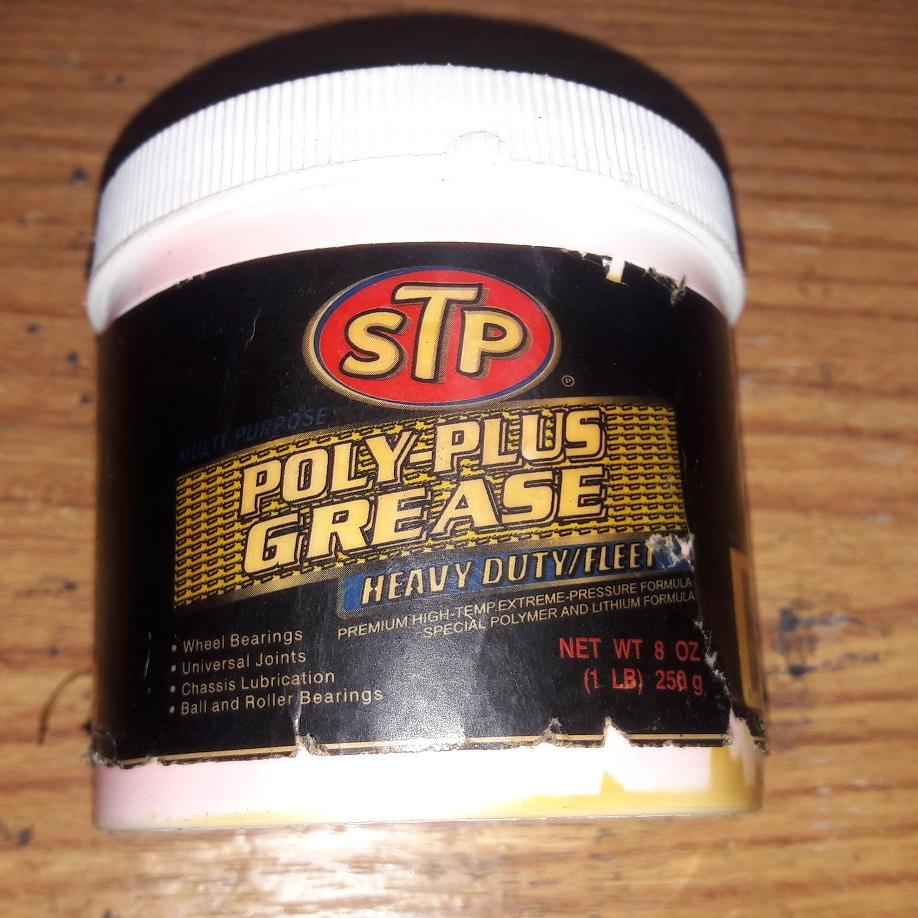 STP
MULTI PURPOSE
POLY-PLUS
GREASE
HEAVY DUTY/FLEET
PREMIUM HIGH-TEMP.EXTREME-PRESSURE FORMULA
SPECIAL POLYMER AND LITHIUM FORMULA
• Wheel Bearings
• Universal Joints
• Chassis Lubrication
• Ball and Roller Bearings
NET WT 8 OZ
(1 LB) 250 g